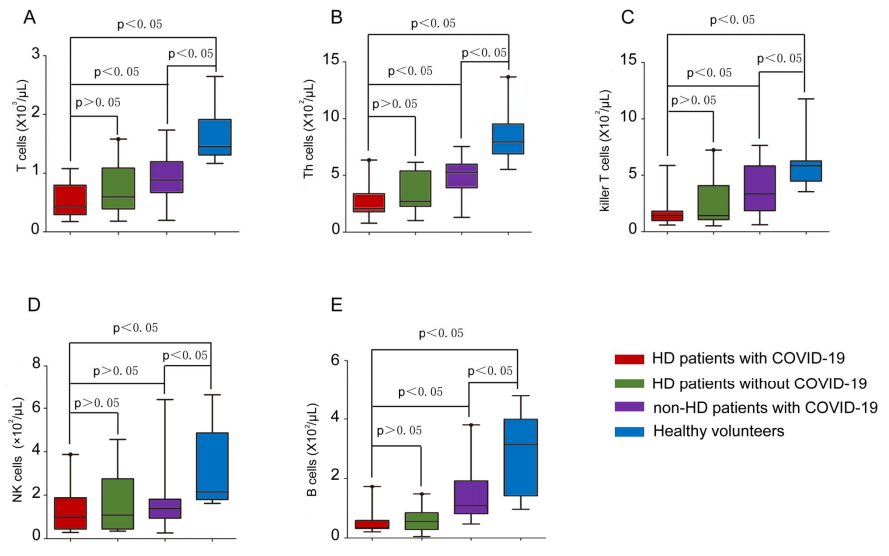 A
p<0.05
p<0.05
p<0.05
p>0.05
T cells (X10³/μL)
3
2
1
0
B
p<0.05
p<0.05
p<0.05
p>0.05
Th cells (X10²/μL)
15
10
5
0
C
p<0.05
p<0.05
p<0.05
p>0.05
killer T cells (X10²/μL)
15
10
5
0
D
p<0.05
p<0.05
p>0.05
p>0.05
NK cells (×10²/μL)
8
6
4
2
0
E
p<0.05
p<0.05
p<0.05
p>0.05
B cells (X10²/μL)
6
4
2
0
HD patients with COVID-19
HD patients without COVID-19
non-HD patients with COVID-19
Healthy volunteers